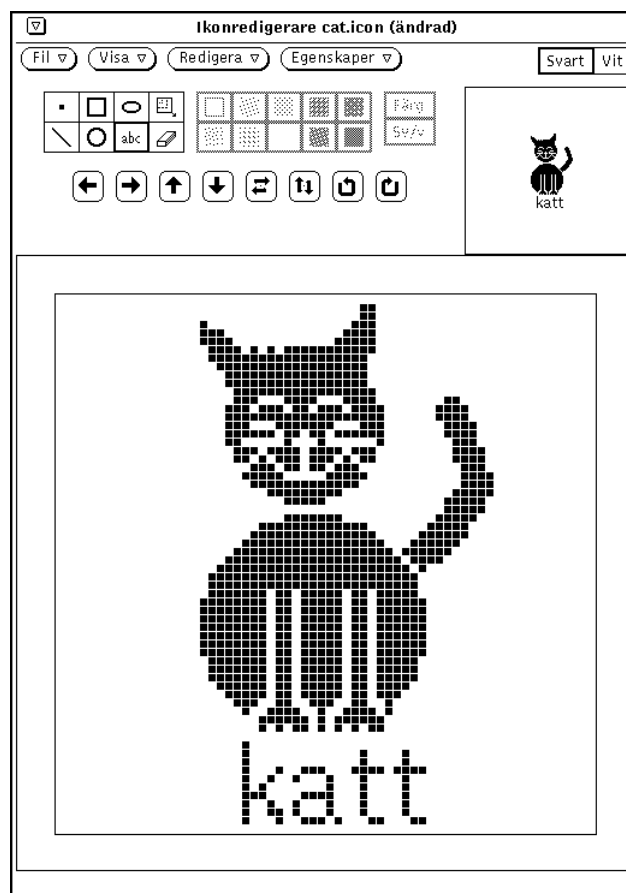 Ikonredigerare cat.icon (ändrad)
Fil Visa Redigera Egenskaper Svart Vit
Färg
abc Sv/v
katt
katt